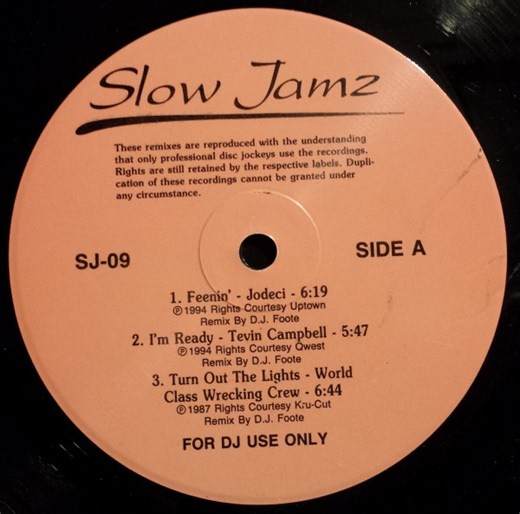 Slow Jamz
These remixes are reproduced with the understanding
that only professional disc jockeys use the recordings.
Rights are still retained by the respective labels. Dupli-
cation of these recordings cannot be granted under
any circumstance.
SJ-09
SIDE A
1. Feenin' - Jodeci - 6:19
℗1994 Rights Courtesy Uptown
Remix By D.J. Foote
2. I'm Ready - Tevin Campbell - 5:47
℗1994 Rights Courtesy Qwest
Remix By D.J. Foote
3. Turn Out The Lights - World
Class Wrecking Crew - 6:44
℗1987 Rights Courtesy Kru-Cut
Remix By D.J. Foote
FOR DJ USE ONLY